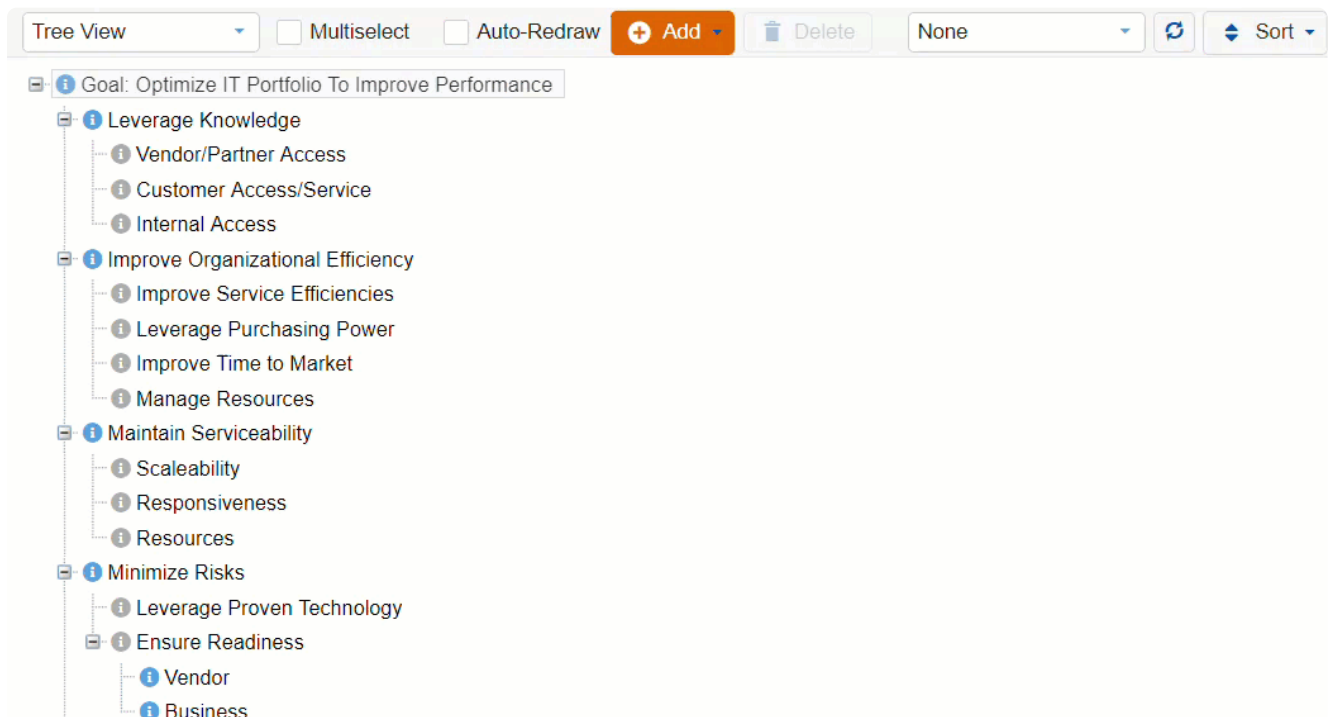 Tree View Multiselect Auto-Redraw Add Delete None Sort
Goal: Optimize IT Portfolio To Improve Performance
Leverage Knowledge
Vendor/Partner Access
Customer Access/Service
Internal Access
Improve Organizational Efficiency
Improve Service Efficiencies
Leverage Purchasing Power
Improve Time to Market
Manage Resources
Maintain Serviceability
Scaleability
Responsiveness
Resources
Minimize Risks
Leverage Proven Technology
Ensure Readiness
Vendor
Business